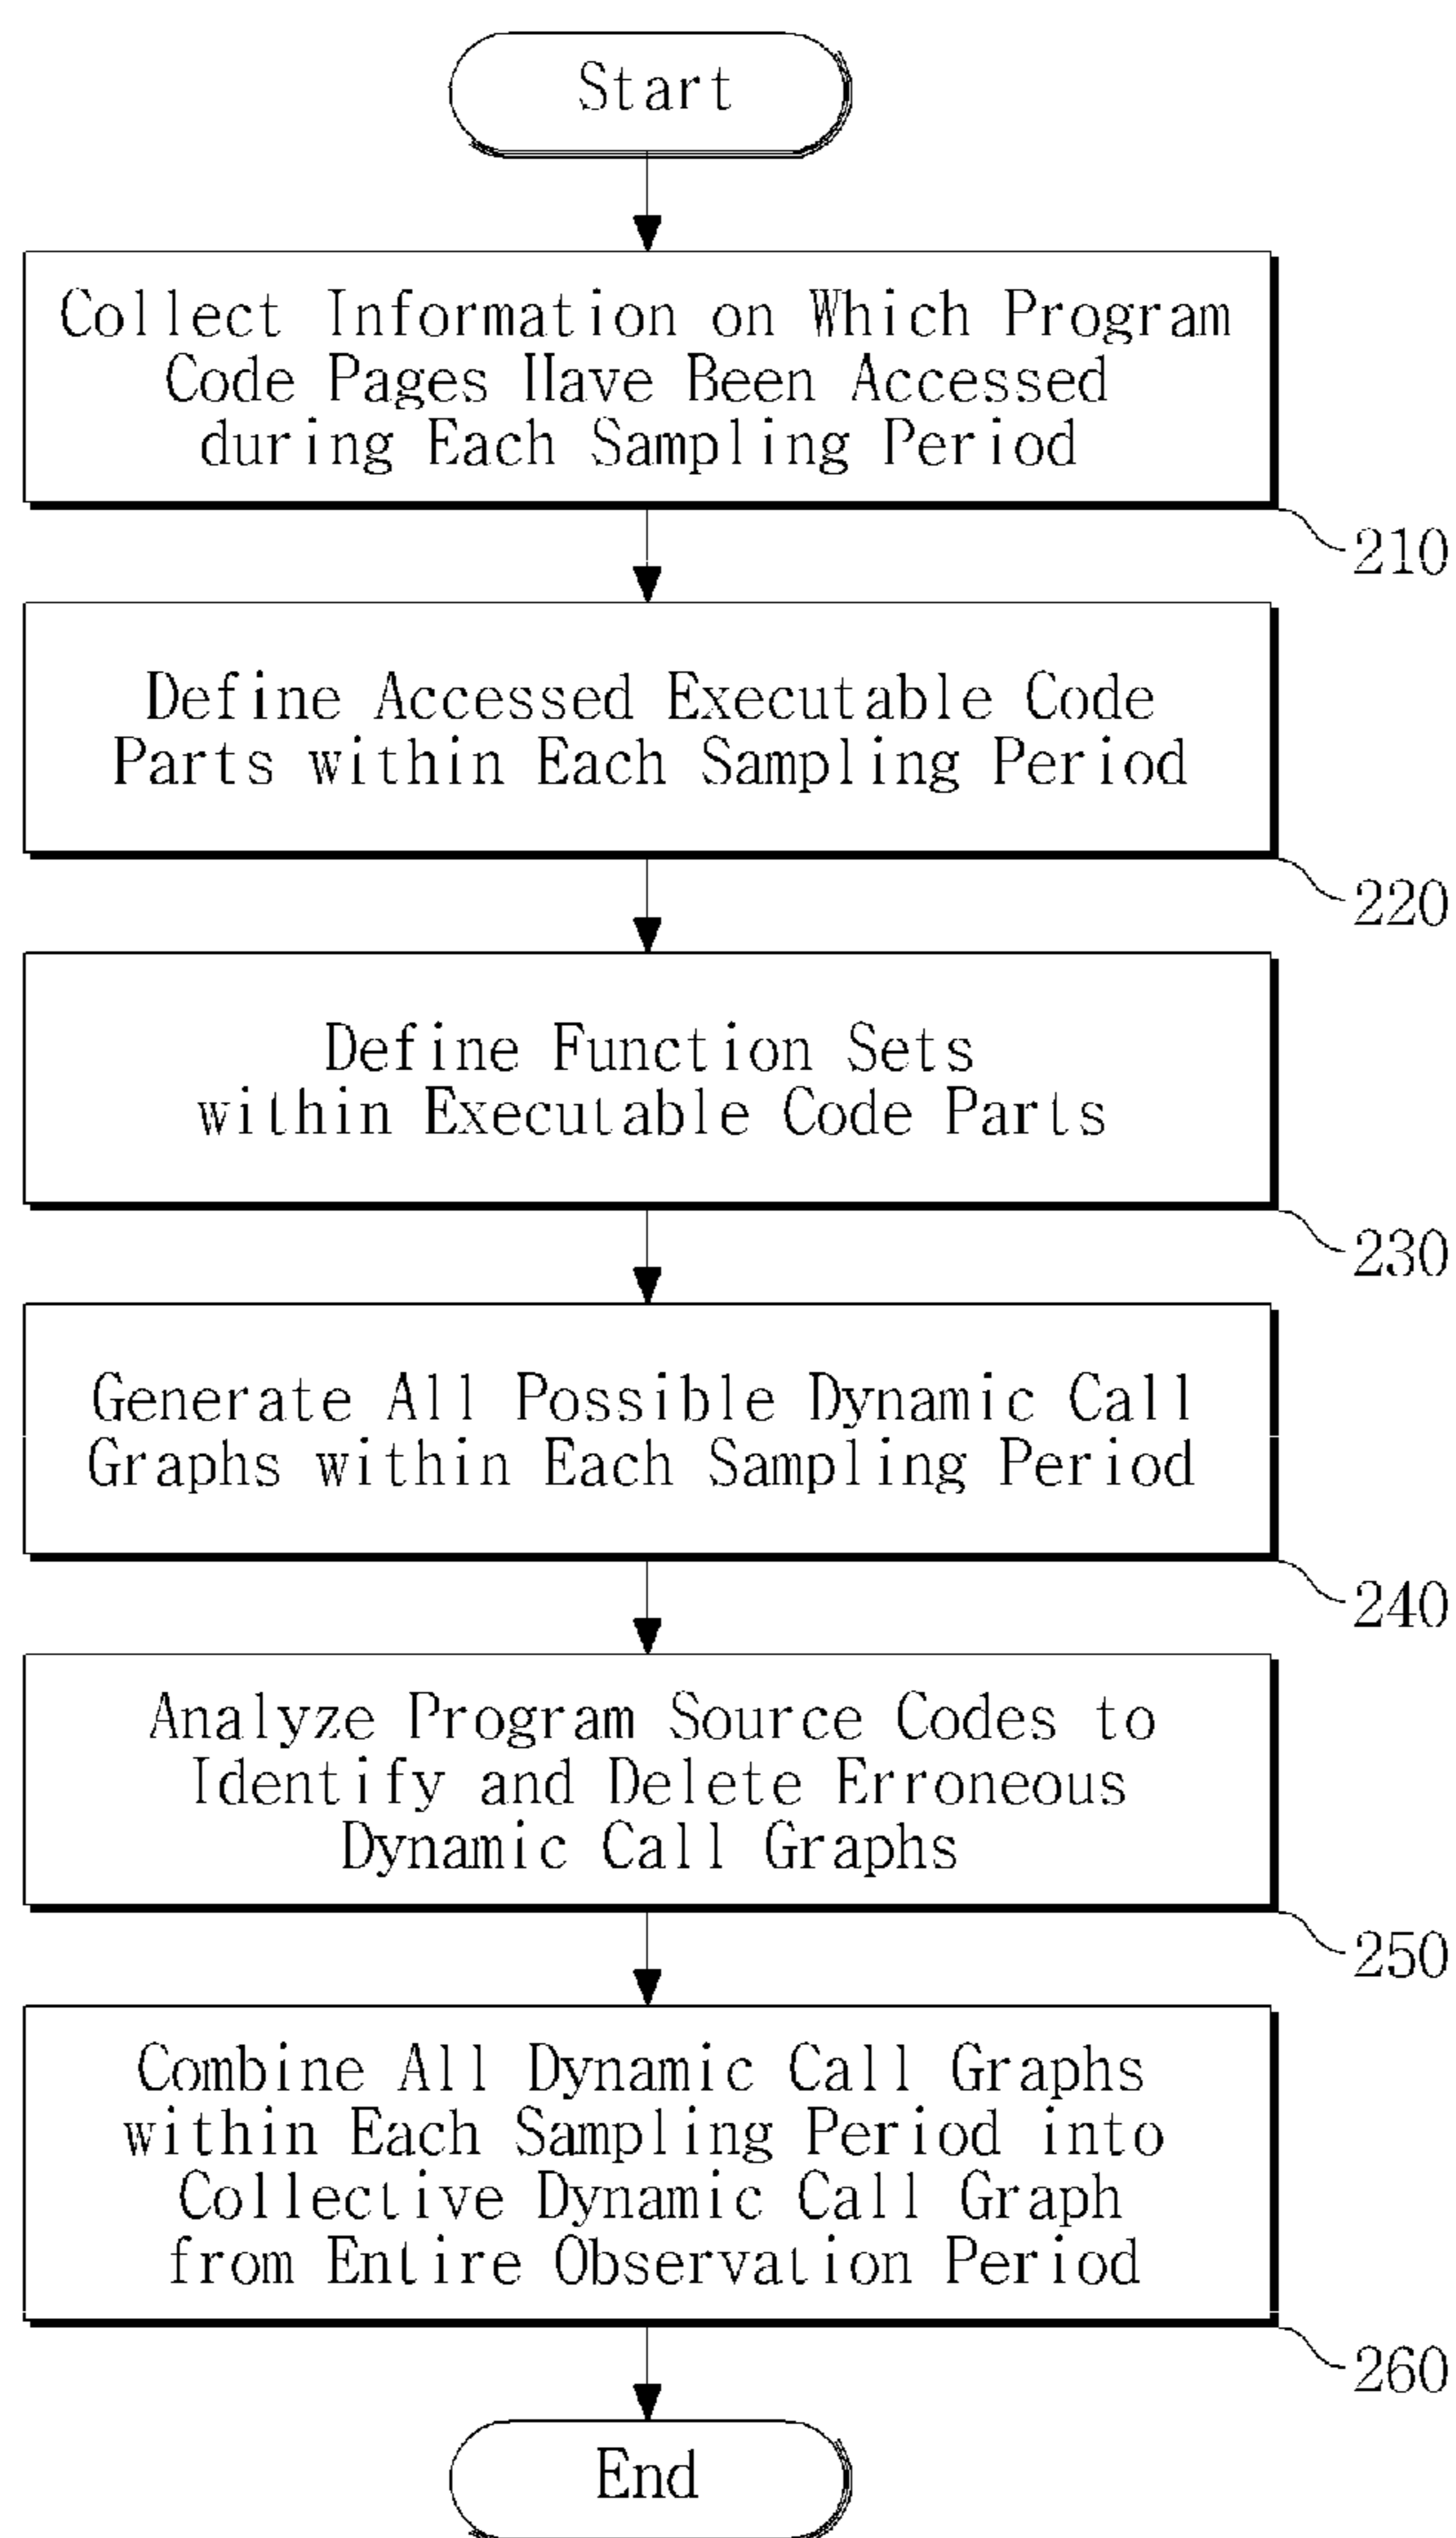 Start
Collect Information on Which Program
Code Pages Have Been Accessed
during Each Sampling Period
210
Define Accessed Executable Code
Parts within Each Sampling Period
220
Define Function Sets
within Executable Code Parts
230
Generate All Possible Dynamic Call
Graphs within Each Sampling Period
240
Analyze Program Source Codes to
Identify and Delete Erroneous
Dynamic Call Graphs
250
Combine All Dynamic Call Graphs
within Each Sampling Period into
Collective Dynamic Call Graph
from Entire Observation Period
260
End